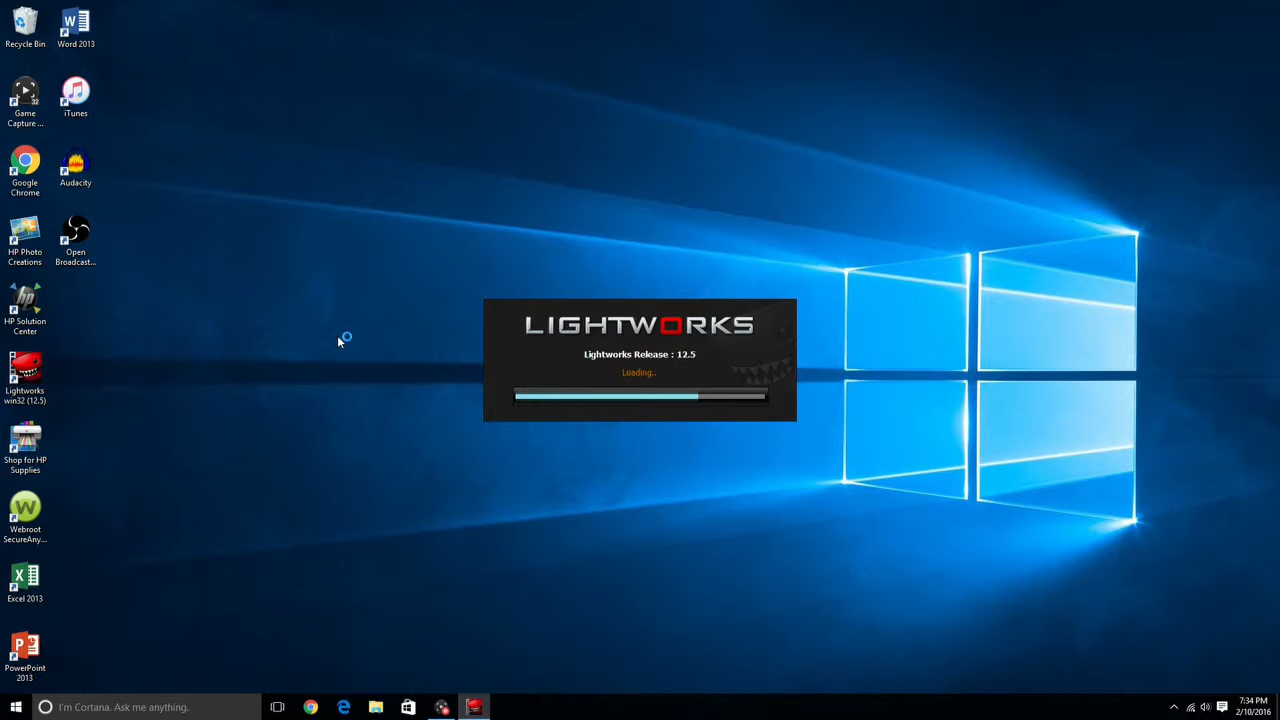 Recycle Bin
Word 2013
32
Game
Capture ...
iTunes
Google
Chrome
Audacity
HP Photo
Creations
Open
Broadcast...
hp
HP Solution
Center
Lightworks
win32 (12.5)
Shop for HP
Supplies
W
Webroot
SecureAny...
Excel 2013
PowerPoint
2013
LIGHTWORKS
Lightworks Release : 12.5
Loading..
I'm Cortana. Ask me anything.
7:34 PM
2/10/2016